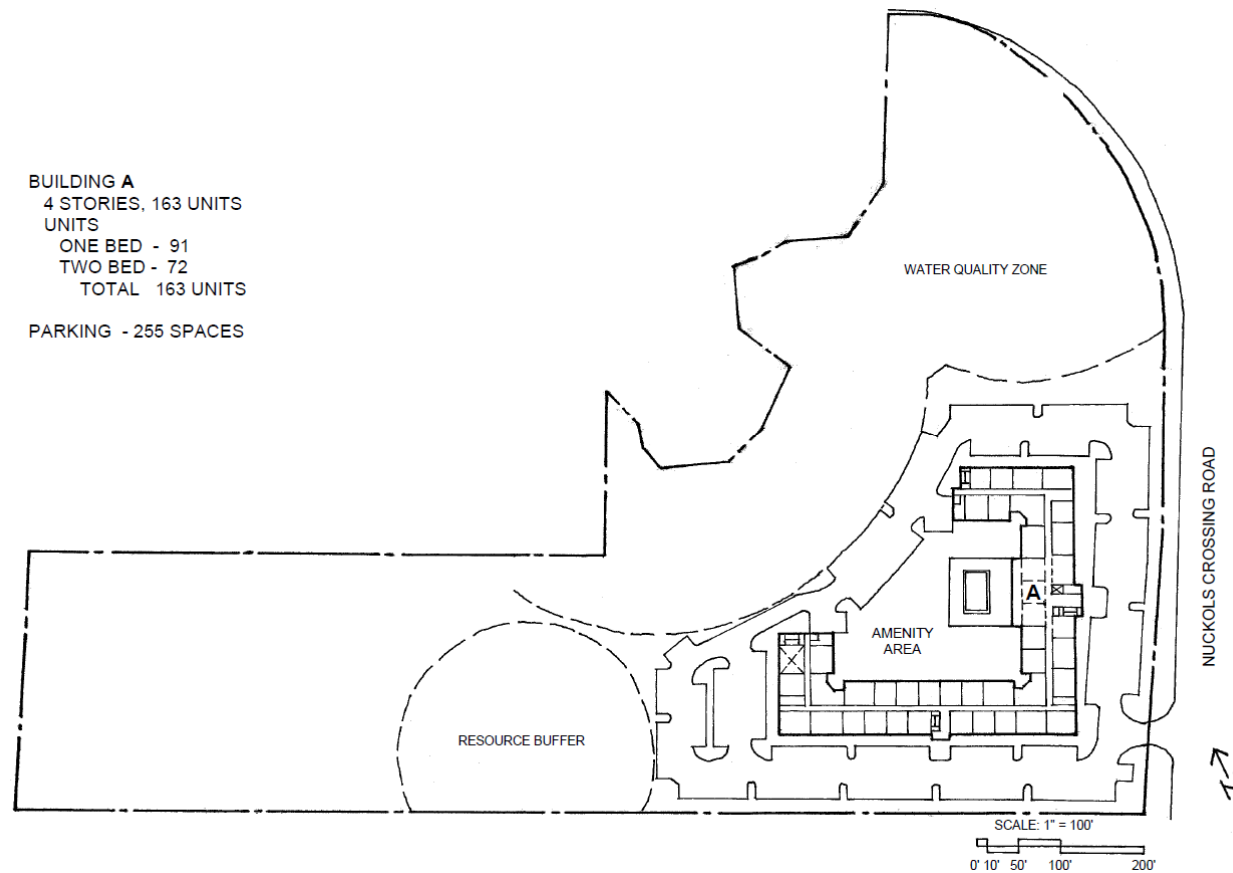 BUILDING A
4 STORIES, 163 UNITS
UNITS
ONE BED - 91
TWO BED - 72
TOTAL 163 UNITS
PARKING - 255 SPACES
WATER QUALITY ZONE
NUCKOLS CROSSING ROAD
A
AMENITY
AREA
RESOURCE BUFFER
SCALE: 1" = 100'
0' 10' 50' 100' 200'